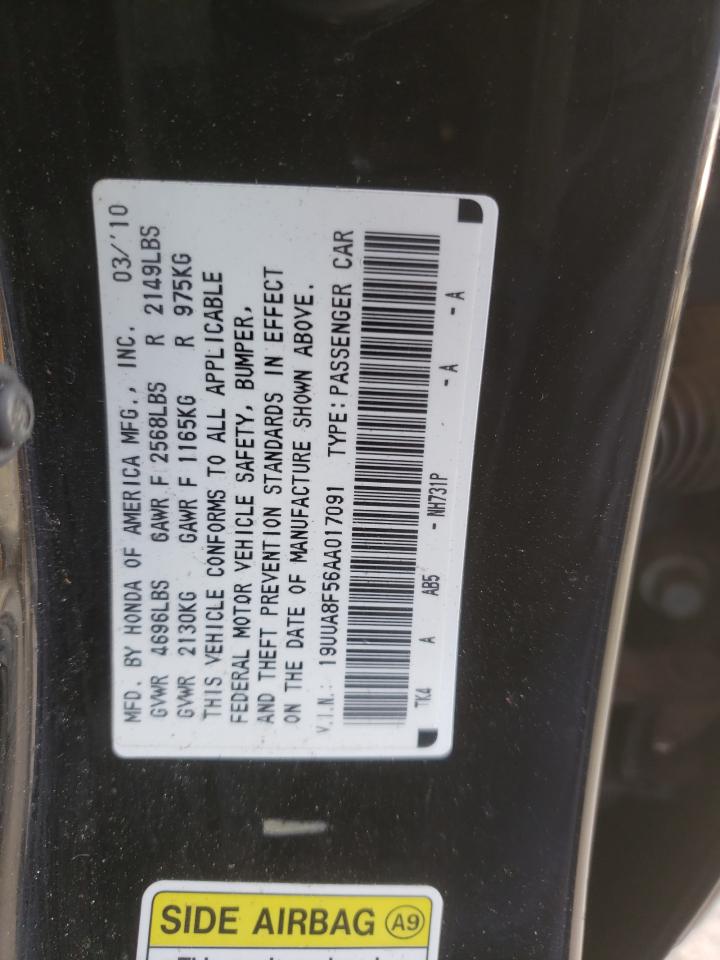 MFD. BY HONDA OF AMERICA MFG., INC. 03/'10
GVWR 4696LBS GAWR F 2568LBS R 2149LBS
GVWR 2130KG GAWR F 1165KG R 975KG
THIS VEHICLE CONFORMS TO ALL APPLICABLE
FEDERAL MOTOR VEHICLE SAFETY, BUMPER,
AND THEFT PREVENTION STANDARDS IN EFFECT
ON THE DATE OF MANUFACTURE SHOWN ABOVE.
V.I.N.: 19UUA8F56AA017091 TYPE: PASSENGER CAR
TK4 A AB5 - NH731P - A - A
SIDE AIRBAG A9